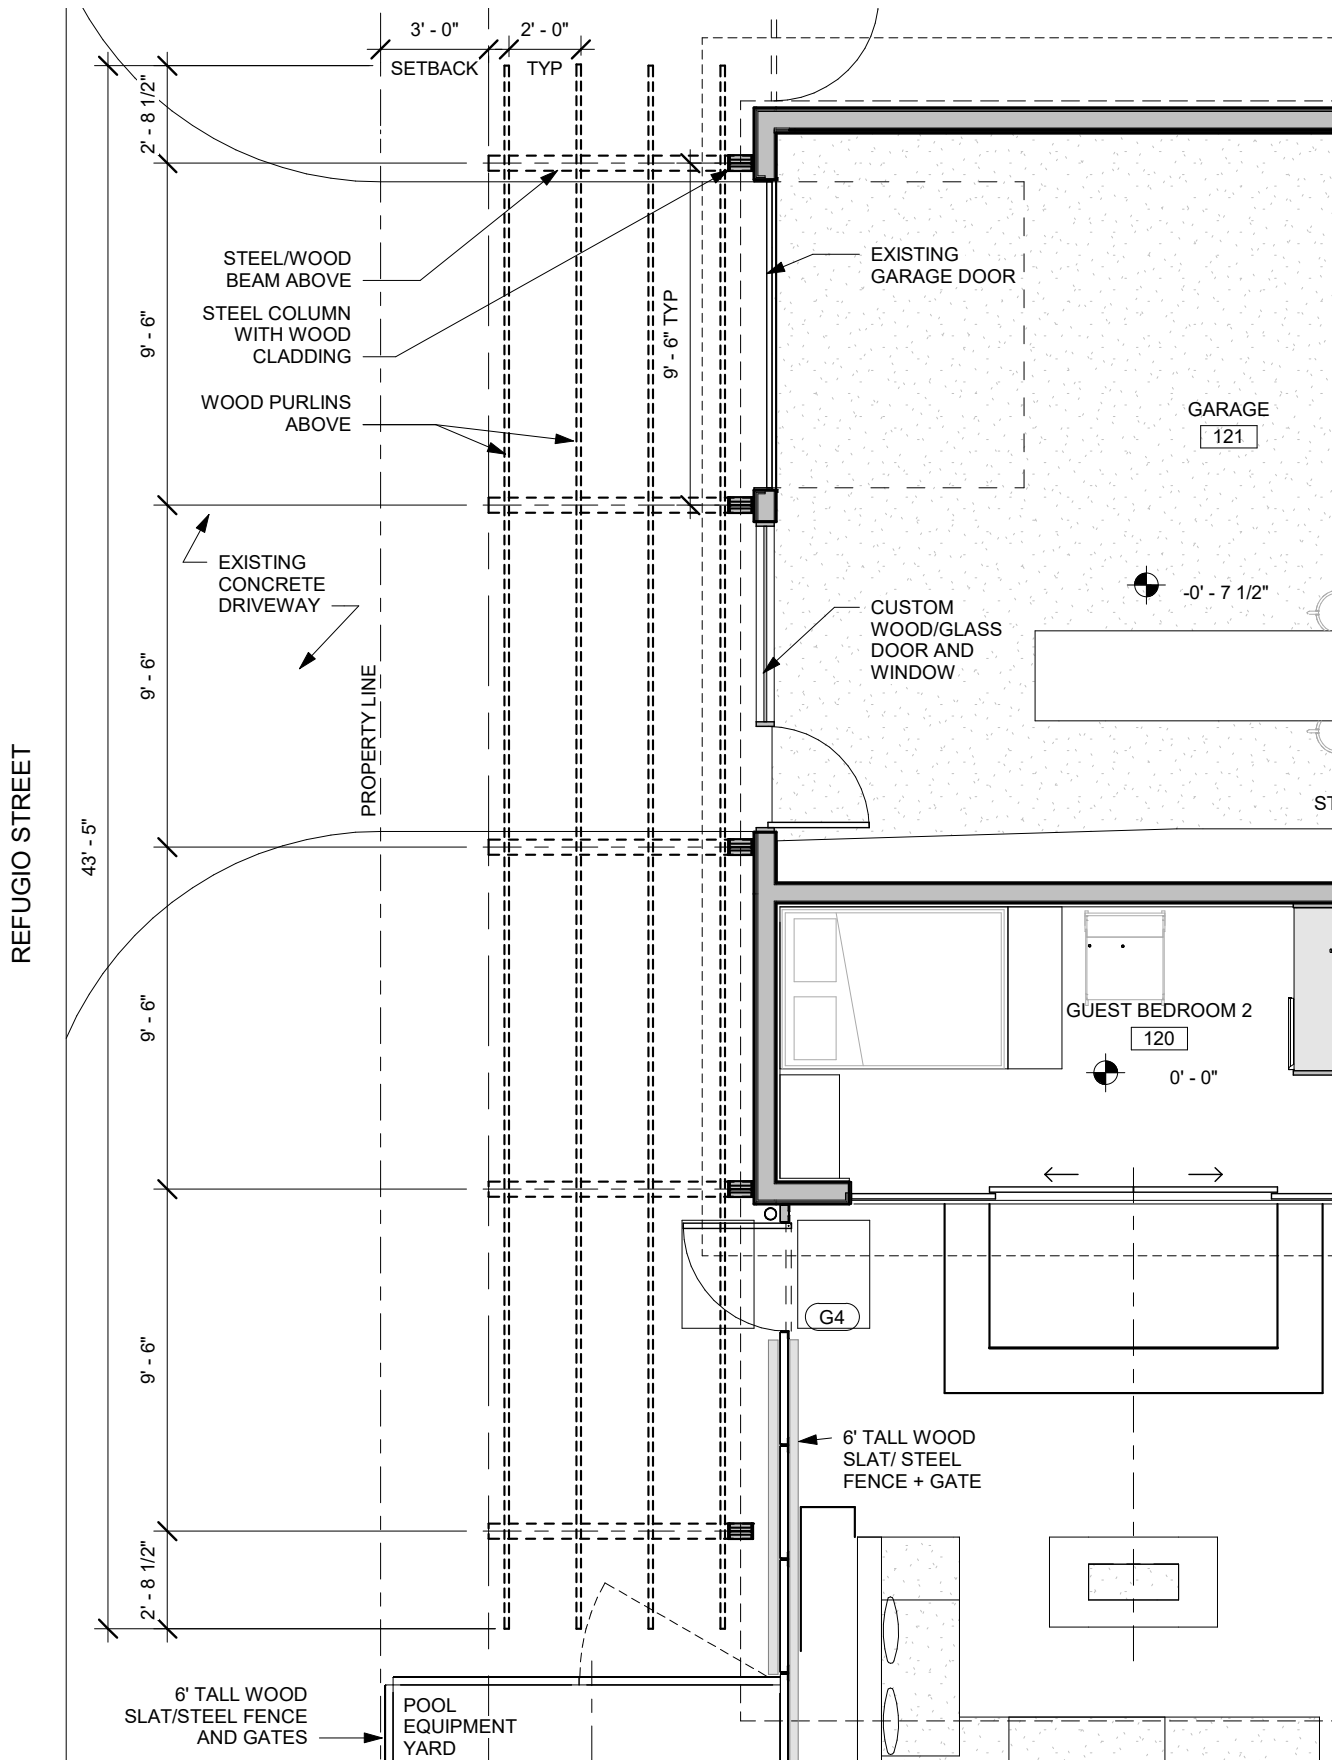 3' - 0"
2' - 0"
SETBACK
TYP
2' - 8 1/2"
STEEL/WOOD
BEAM ABOVE
EXISTING
GARAGE DOOR
STEEL COLUMN
WITH WOOD
CLADDING
9' - 6"
9' - 6" TYP
WOOD PURLINS
ABOVE
GARAGE
121
EXISTING
CONCRETE
DRIVEWAY
-0' - 7 1/2"
CUSTOM
WOOD/GLASS
DOOR AND
WINDOW
9' - 6"
PROPERTY LINE
REFUGIO STREET
43' - 5"
ST
9' - 6"
GUEST BEDROOM 2
120
0' - 0"
G4
9' - 6"
6' TALL WOOD
SLAT/ STEEL
FENCE + GATE
2' - 8 1/2"
6' TALL WOOD
SLAT/STEEL FENCE
AND GATES
POOL
EQUIPMENT
YARD